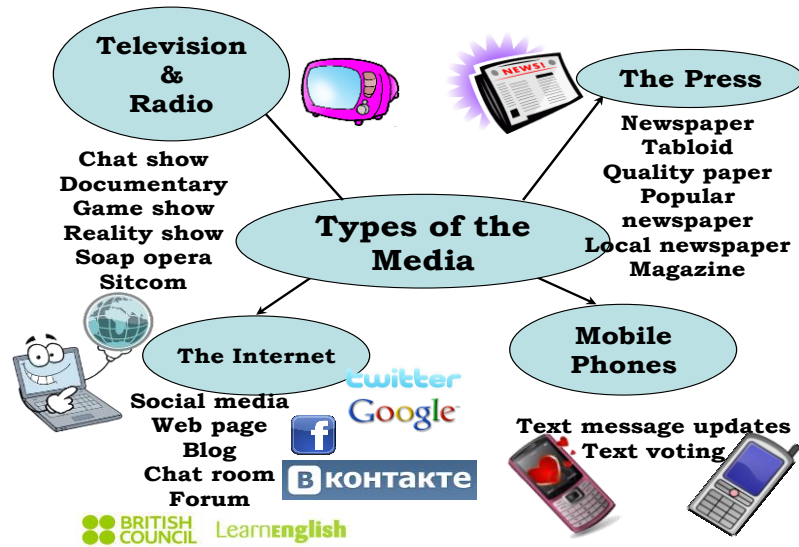 Television
&
Radio
NEWS!
The Press
Newspaper
Tabloid
Quality paper
Popular
newspaper
Local newspaper
Magazine
Chat show
Documentary
Game show
Reality show
Soap opera
Sitcom
Types of the
Media
The Internet
Mobile
Phones
twitter
Google
Social media
Web page
Blog
Chat room
Forum
f
В контакте
Text message updates
Text voting
BRITISH
COUNCIL
LearnEnglish